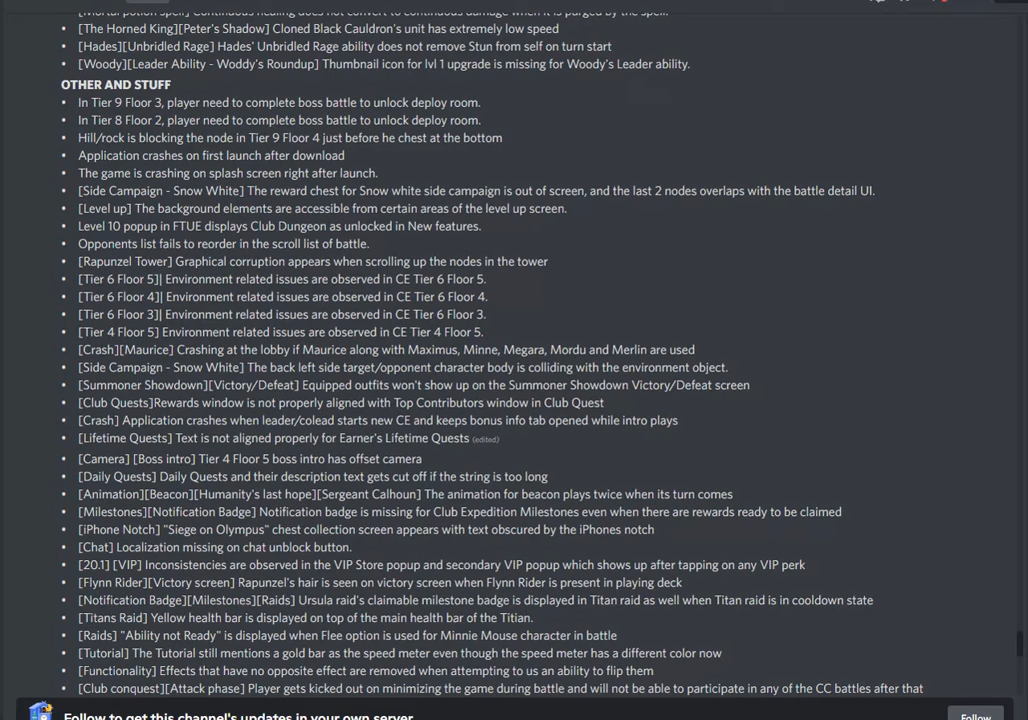 [Mortal potion spell] Continuous healing does not convert to continuous damage when it is purged by the spell.
• [The Horned King][Peter's Shadow] Cloned Black Cauldron's unit has extremely low speed
• [Hades][Unbridled Rage] Hades' Unbridled Rage ability does not remove Stun from self on turn start
• [Woody][Leader Ability - Woddy's Roundup] Thumbnail icon for lvl 1 upgrade is missing for Woody's Leader ability.
OTHER AND STUFF
• In Tier 9 Floor 3, player need to complete boss battle to unlock deploy room.
• In Tier 8 Floor 2, player need to complete boss battle to unlock deploy room.
• Hill/rock is blocking the node in Tier 9 Floor 4 just before he chest at the bottom
• Application crashes on first launch after download
• The game is crashing on splash screen right after launch.
• [Side Campaign - Snow White] The reward chest for Snow white side campaign is out of screen, and the last 2 nodes overlaps with the battle detail UI.
• [Level up] The background elements are accessible from certain areas of the level up screen.
• Level 10 popup in FTUE displays Club Dungeon as unlocked in New features.
• Opponents list fails to reorder in the scroll list of battle.
• [Rapunzel Tower] Graphical corruption appears when scrolling up the nodes in the tower
• [Tier 6 Floor 5]| Environment related issues are observed in CE Tier 6 Floor 5.
• [Tier 6 Floor 4]| Environment related issues are observed in CE Tier 6 Floor 4.
• [Tier 6 Floor 3]| Environment related issues are observed in CE Tier 6 Floor 3.
• [Tier 4 Floor 5] Environment related issues are observed in CE Tier 4 Floor 5.
• [Crash][Maurice] Crashing at the lobby if Maurice along with Maximus, Minne, Megara, Mordu and Merlin are used
• [Side Campaign - Snow White] The back left side target/opponent character body is colliding with the environment object.
• [Summoner Showdown][Victory/Defeat] Equipped outfits won't show up on the Summoner Showdown Victory/Defeat screen
• [Club Quests]Rewards window is not properly aligned with Top Contributors window in Club Quest
• [Crash] Application crashes when leader/colead starts new CE and keeps bonus info tab opened while intro plays
• [Lifetime Quests] Text is not aligned properly for Earner's Lifetime Quests (edited)
• [Camera] [Boss intro] Tier 4 Floor 5 boss intro has offset camera
• [Daily Quests] Daily Quests and their description text gets cut off if the string is too long
• [Animation][Beacon][Humanity's last hope][Sergeant Calhoun] The animation for beacon plays twice when its turn comes
• [Milestones][Notification Badge] Notification badge is missing for Club Expedition Milestones even when there are rewards ready to be claimed
• [iPhone Notch] "Siege on Olympus" chest collection screen appears with text obscured by the iPhones notch
• [Chat] Localization missing on chat unblock button.
• [20.1] [VIP] Inconsistencies are observed in the VIP Store popup and secondary VIP popup which shows up after tapping on any VIP perk
• [Flynn Rider][Victory screen] Rapunzel's hair is seen on victory screen when Flynn Rider is present in playing deck
• [Notification Badge][Milestones][Raids] Ursula raid's claimable milestone badge is displayed in Titan raid as well when Titan raid is in cooldown state
• [Titans Raid] Yellow health bar is displayed on top of the main health bar of the Titian.
• [Raids] "Ability not Ready" is displayed when Flee option is used for Minnie Mouse character in battle
• [Tutorial] The Tutorial still mentions a gold bar as the speed meter even though the speed meter has a different color now
• [Functionality] Effects that have no opposite effect are removed when attempting to us an ability to flip them
• [Club conquest][Attack phase] Player gets kicked out on minimizing the game during battle and will not be able to participate in any of the CC battles after that
Follow to get this channel's updates in your own server.
Follow